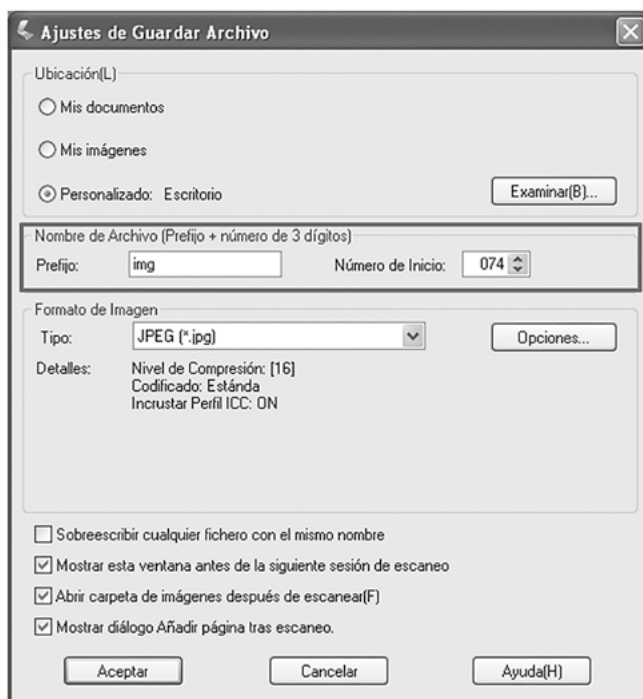 Ajustes de Guardar Archivo
Ubicación(L)
Mis documentos
Mis imágenes
Personalizado: Escritorio Examinar(B)...
Nombre de Archivo (Prefijo + número de 3 dígitos)
Prefijo: img Número de Inicio: 074
Formato de Imagen
Tipo: JPEG (*.jpg) Opciones...
Detalles: Nivel de Compresión: [16]
Codificado: Estánda
Incrustar Perfil ICC: ON
Sobreescribir cualquier fichero con el mismo nombre
Mostrar esta ventana antes de la siguiente sesión de escaneo
Abrir carpeta de imágenes después de escanear(F)
Mostrar diálogo Añadir página tras escaneo.
Aceptar Cancelar Ayuda(H)